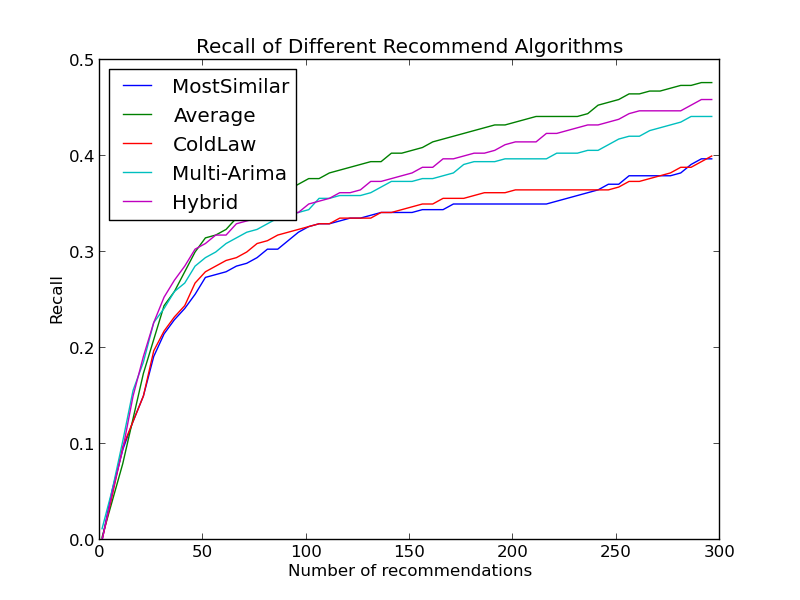 Recall of Different Recommend Algorithms
0.5
0.4
0.3
0.2
0.1
0.0
Recall
MostSimilar
Average
ColdLaw
Multi-Arima
Hybrid
0
50
100
150
200
250
300
Number of recommendations